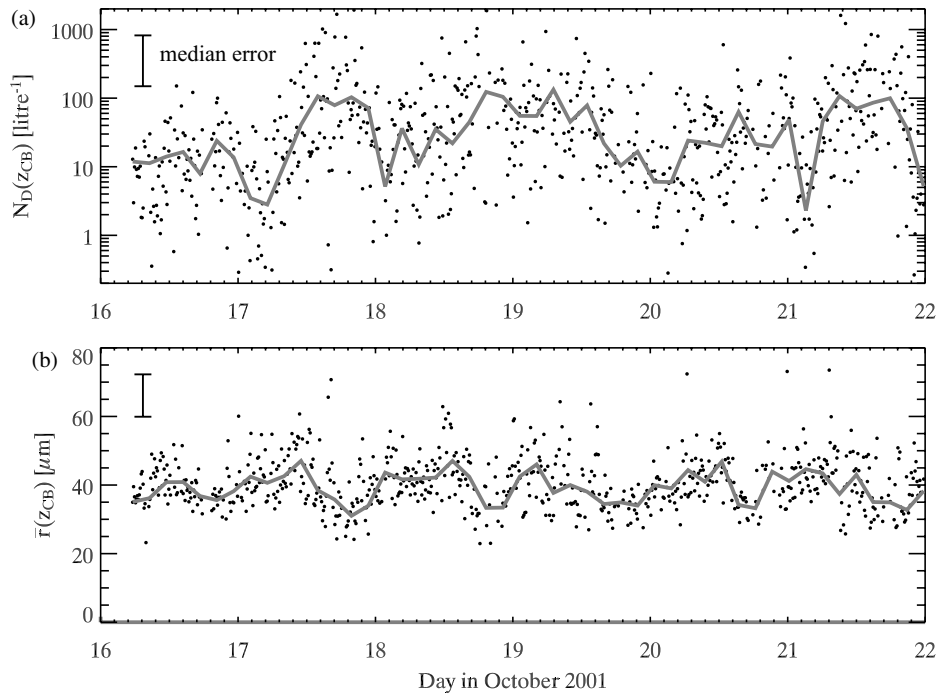 (a)
1000
median error
100
10
1
N_D(z_CB) [litre⁻¹]
16 17 18 19 20 21 22
(b)
80
60
40
20
0
r̅(z_CB) [μm]
16 17 18 19 20 21 22
Day in October 2001